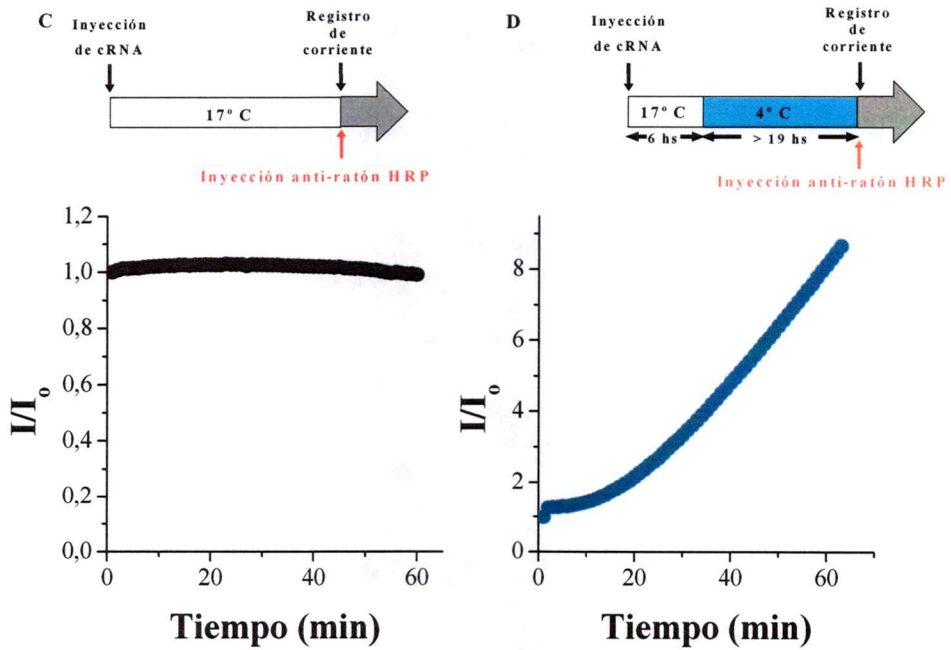 C
Inyección
de cRNA
Registro
de
corriente
17º C
Inyección anti-ratón HRP
1,2
1,0
0,8
0,6
0,4
0,2
0,0
I/Io
0
20
40
60
Tiempo (min)
D
Inyección
de cRNA
Registro
de
corriente
17º C
4º C
6 hs
> 19 hs
Inyección anti-ratón HRP
8
6
4
2
0
I/Io
0
20
40
60
Tiempo (min)